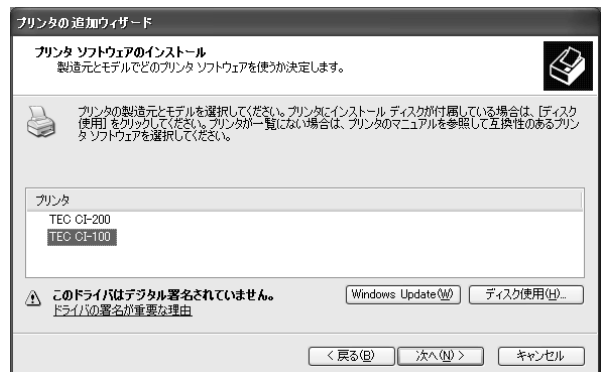 プリンタの追加ウィザード
プリンタ ソフトウェアのインストール
製造元とモデルでどのプリンタ ソフトウェアを使うか決定します。
プリンタの製造元とモデルを選択してください。プリンタにインストール ディスクが付属している場合は、[ディスク
使用] をクリックしてください。プリンタが一覧にない場合は、プリンタのマニュアルを参照して互換性のあるプリン
タ ソフトウェアを選択してください。
プリンタ
TEC CI-200
TEC CI-100
このドライバはデジタル署名されていません。
ドライバの署名が重要な理由
Windows Update(W)
ディスク使用(H)...
< 戻る(B)
次へ(N) >
キャンセル